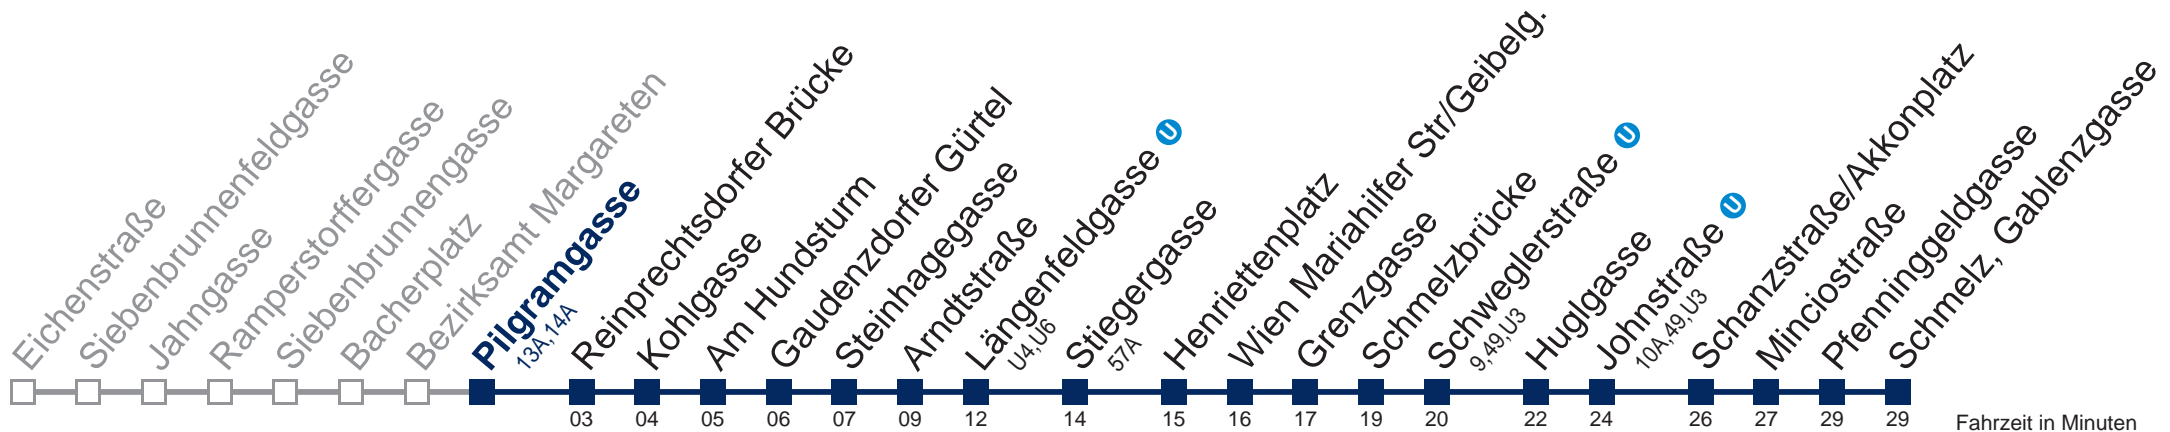 Eichenstraße
Siebenbrunnenfeldgasse
Jahngasse
Ramperstorffergasse
Siebenbrunnengasse
Bacherplatz
Bezirksamt Margareten
Pilgramgasse
13A, 14A
Reinprechtsdorfer Brücke
Kohlgasse
Am Hundsturm
Gaudenzdorfer Gürtel
Steinhagegasse
Arndtstraße
Längenfeldgasse U
U4, U6
Stiegergasse
57A
Henriettenplatz
Wien Mariahilfer Str/Geibelg.
Grenzgasse
Schmelzbrücke
Schweglerstraße U
9, 49, U3
Huglgasse
Johnstraße U
10A, 49, U3
Schanzstraße/Akkonplatz
Minciostraße
Pfenninggeldgasse
Schmelz, Gablenzgasse
03 04 05 06 07 09 12 14 15 16 17 19 20 22 24 26 27 29 29
Fahrzeit in Minuten